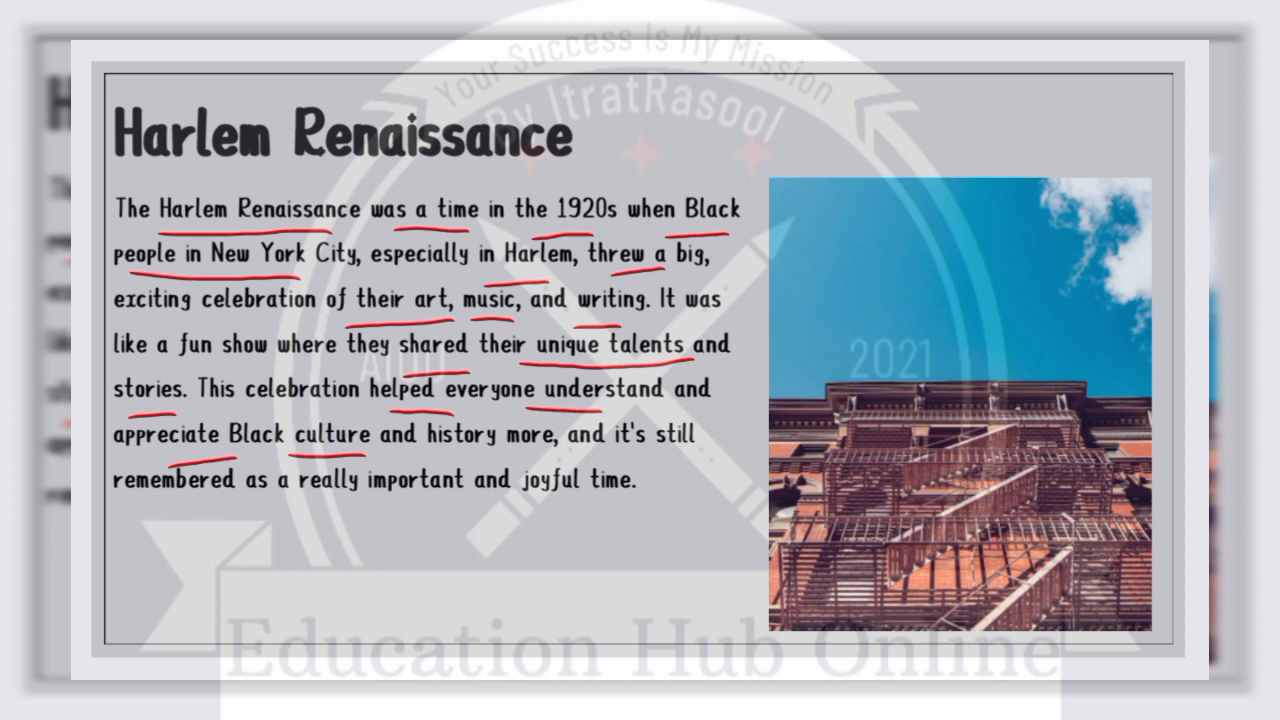 Your Success Is My Mission
By ItratRasool
Harlem Renaissance
The Harlem Renaissance was a time in the 1920s when Black
people in New York City, especially in Harlem, threw a big,
exciting celebration of their art, music, and writing. It was
like a fun show where they shared their unique talents and
stories. This celebration helped everyone understand and
appreciate Black culture and history more, and it's still
remembered as a really important and joyful time.
2021
Education Hub Online